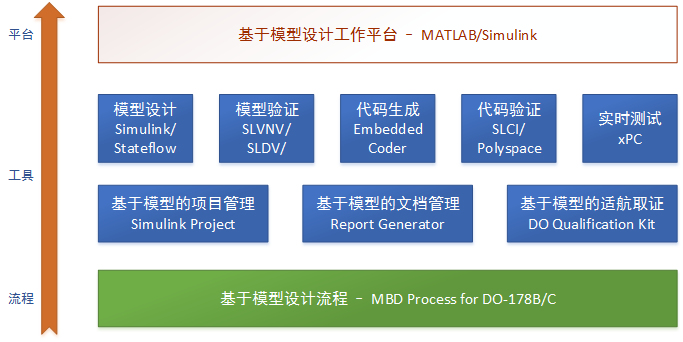 平台
基于模型设计工作平台 – MATLAB/Simulink
模型设计
Simulink/
Stateflow
模型验证
SLVNV/
SLDV/
代码生成
Embedded
Coder
代码验证
SLCI/
Polyspace
实时测试
xPC
工具
基于模型的项目管理
Simulink Project
基于模型的文档管理
Report Generator
基于模型的适航取证
DO Qualification Kit
流程
基于模型设计流程 – MBD Process for DO-178B/C